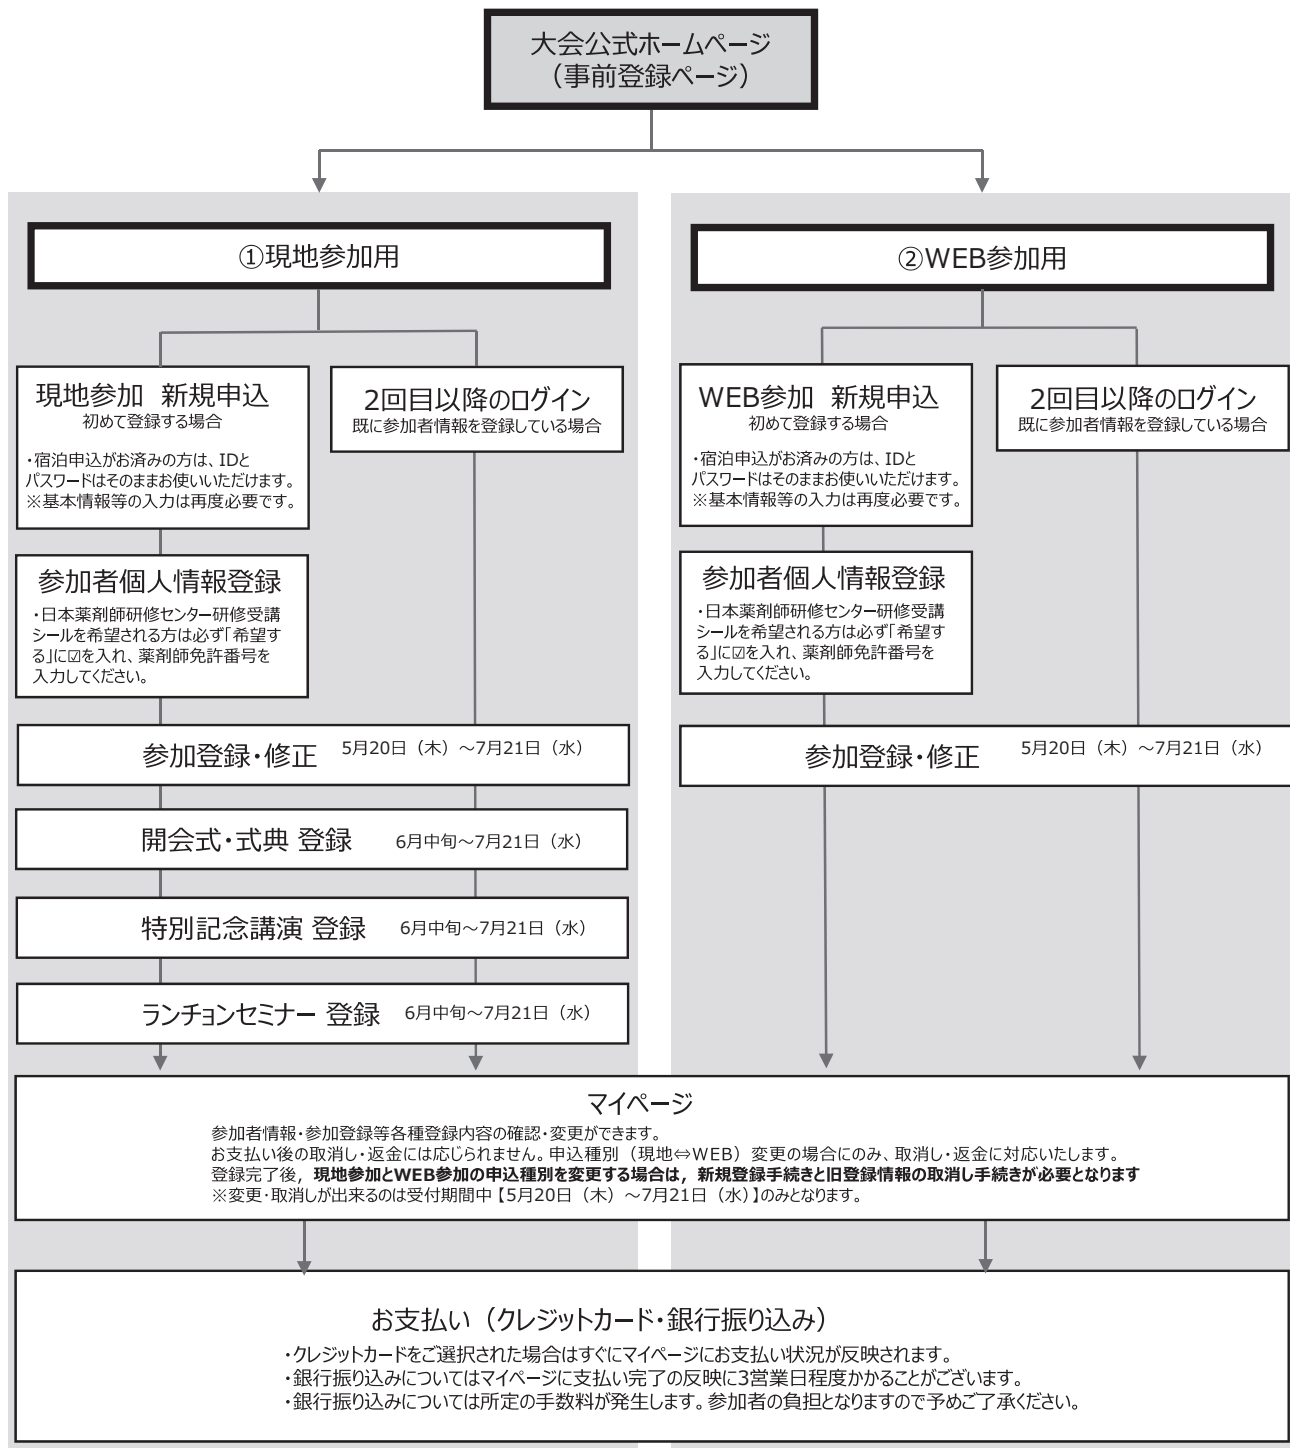 大会公式ホームページ
（事前登録ページ）
①現地参加用
現地参加 新規申込
初めて登録する場合
・宿泊申込がお済みの方は、IDと
パスワードはそのままお使いいただけます。
※基本情報等の入力は再度必要です。
2回目以降のログイン
既に参加者情報を登録している場合
参加者個人情報登録
・日本薬剤師研修センター研修受講
シールを希望される方は必ず「希望す
る」に☑を入れ、薬剤師免許番号を
入力してください。
参加登録・修正 5月20日（木）～7月21日（水）
開会式・式典 登録 6月中旬～7月21日（水）
特別記念講演 登録 6月中旬～7月21日（水）
ランチョンセミナー 登録 6月中旬～7月21日（水）
②WEB参加用
WEB参加 新規申込
初めて登録する場合
・宿泊申込がお済みの方は、IDと
パスワードはそのままお使いいただけます。
※基本情報等の入力は再度必要です。
2回目以降のログイン
既に参加者情報を登録している場合
参加者個人情報登録
・日本薬剤師研修センター研修受講
シールを希望される方は必ず「希望す
る」に☑を入れ、薬剤師免許番号を
入力してください。
参加登録・修正 5月20日（木）～7月21日（水）
マイページ
参加者情報・参加登録等各種登録内容の確認・変更ができます。
お支払い後の取消し・返金には応じられません。申込種別（現地⇔WEB）変更の場合にのみ、取消し・返金に対応いたします。
登録完了後，現地参加とWEB参加の申込種別を変更する場合は，新規登録手続きと旧登録情報の取消し手続きが必要となります
※変更・取消しが出来るのは受付期間中【5月20日（木）～7月21日（水）】のみとなります。
お支払い（クレジットカード・銀行振り込み）
・クレジットカードをご選択された場合はすぐにマイページにお支払い状況が反映されます。
・銀行振り込みについてはマイページに支払い完了の反映に3営業日程度かかることがございます。
・銀行振り込みについては所定の手数料が発生します。参加者の負担となりますので予めご了承ください。